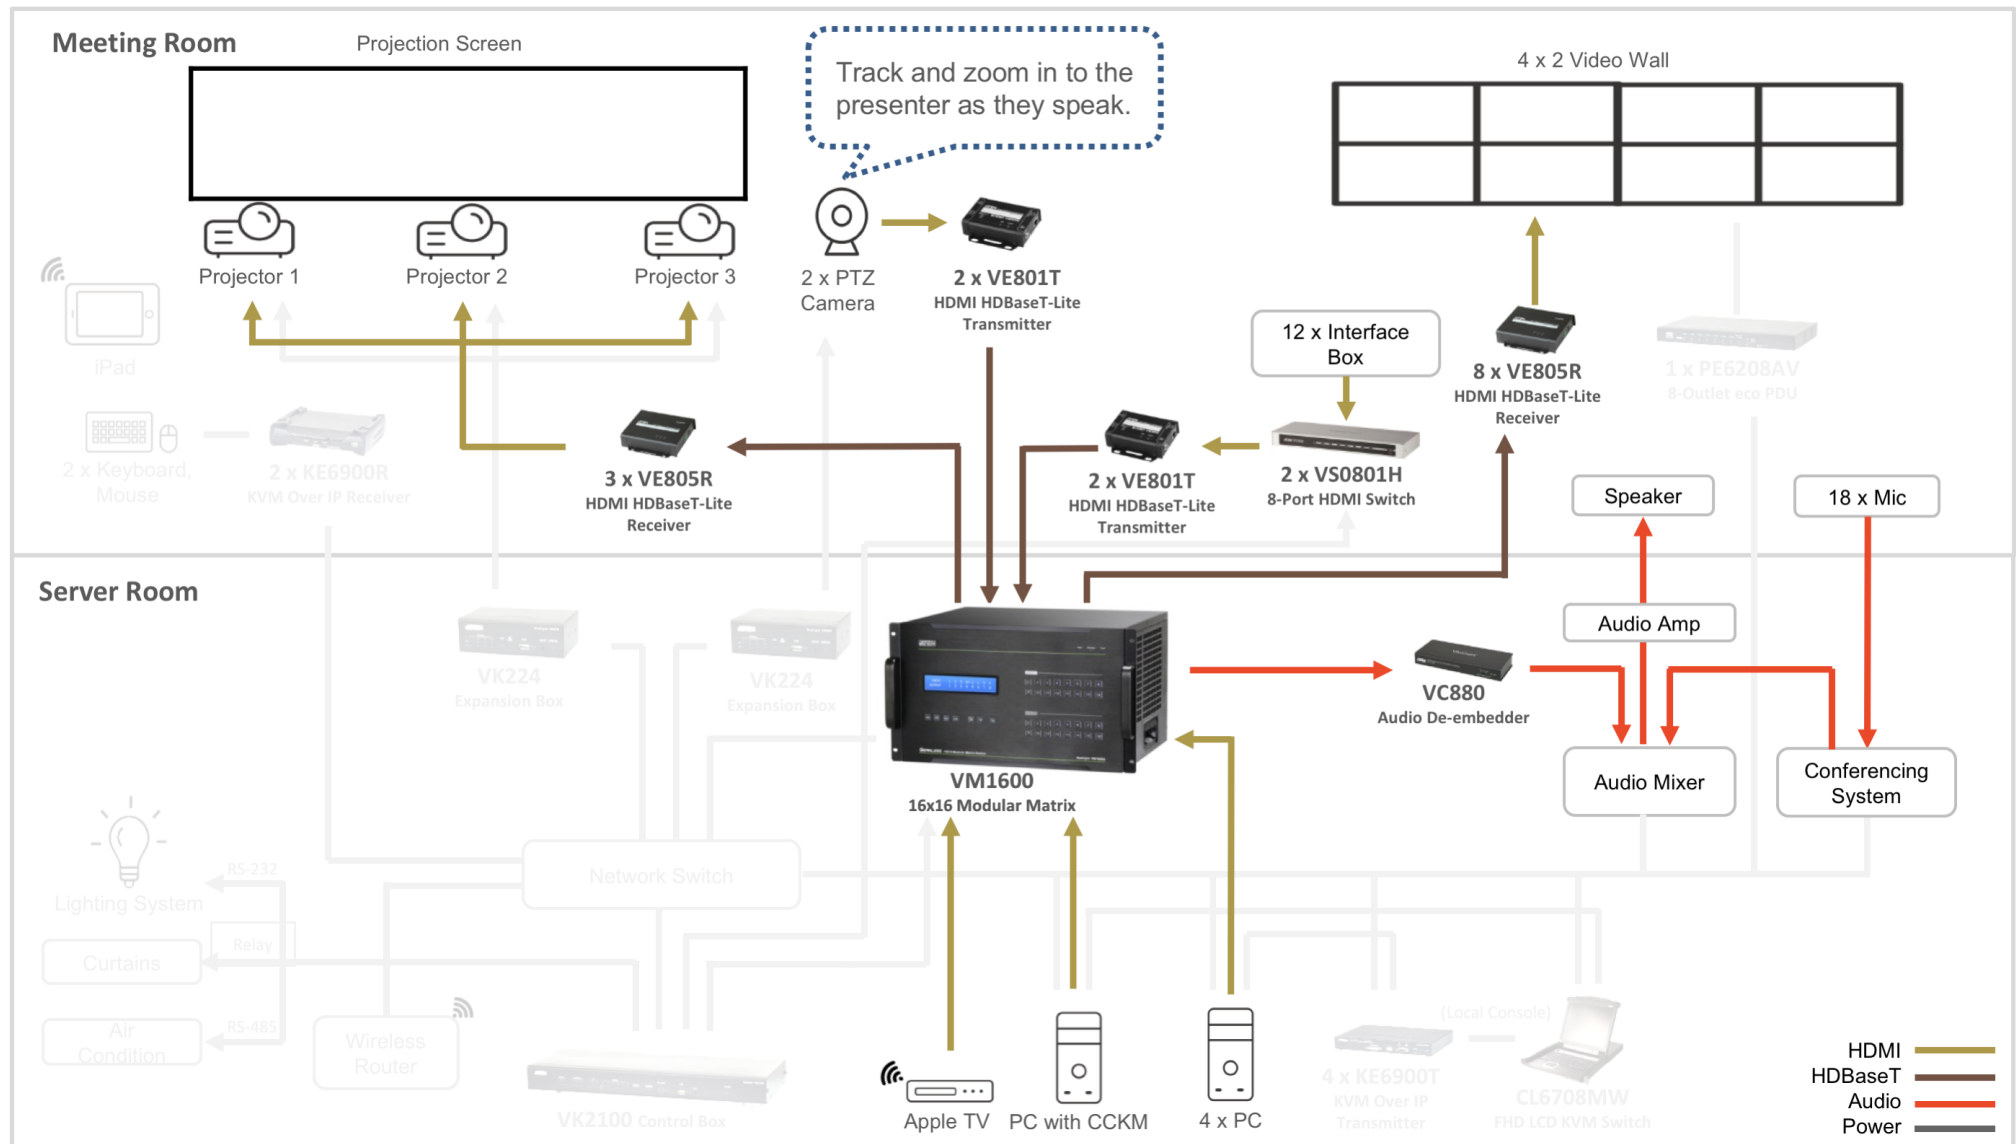 Meeting Room
Projection Screen
Track and zoom in to the
presenter as they speak.
4 x 2 Video Wall
Projector 1
Projector 2
Projector 3
2 x PTZ
Camera
2 x VE801T
HDMI HDBaseT-Lite
Transmitter
12 x Interface
Box
iPad
8 x VE805R
HDMI HDBaseT-Lite
Receiver
1 x PE6208AV
8-Outlet eco PDU
2 x Keyboard,
Mouse
2 x KE6900R
KVM Over IP Receiver
3 x VE805R
HDMI HDBaseT-Lite
Receiver
2 x VE801T
HDMI HDBaseT-Lite
Transmitter
2 x VS0801H
8-Port HDMI Switch
Speaker
18 x Mic
Server Room
VK224
Expansion Box
VK224
Expansion Box
Audio Amp
VC880
Audio De-embedder
VM1600
16x16 Modular Matrix
Audio Mixer
Conferencing
System
Network Switch
RS-232
Lighting System
Relay
Curtains
RS-485
Air
Condition
Wireless
Router
VK2100 Control Box
Apple TV
PC with CCKM
4 x PC
(Local Console)
4 x KE6900T
KVM Over IP
Transmitter
CL6708MW
FHD LCD KVM Switch
HDMI
HDBaseT
Audio
Power